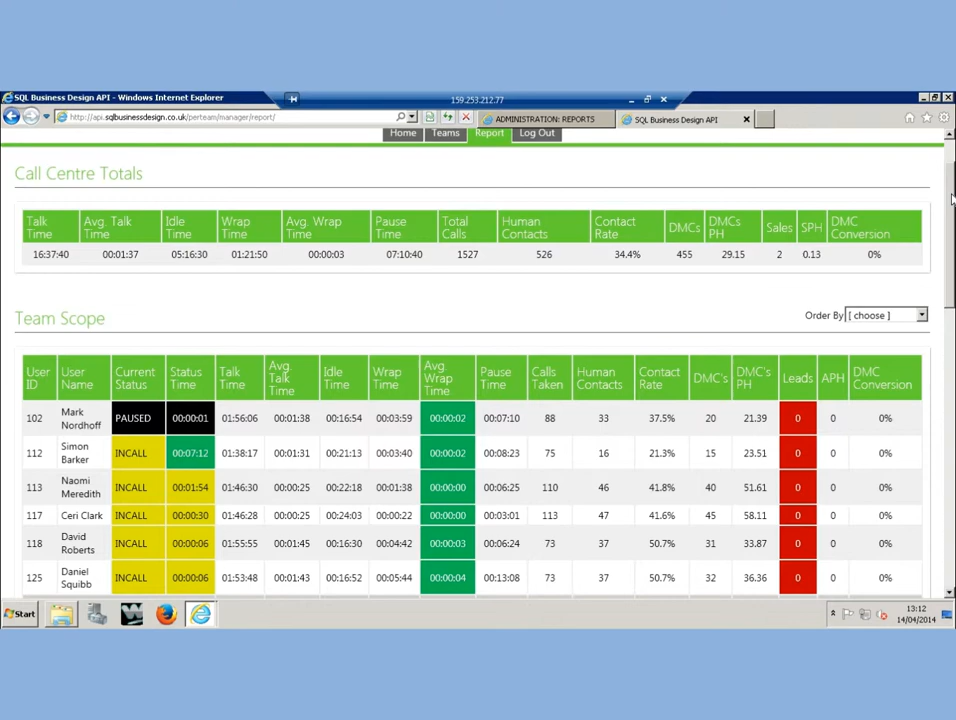 SQL Business Design API - Windows Internet Explorer
159.253.212.77
http://api.sqlbusinessdesign.co.uk/perteam/manager/report/
ADMINISTRATION: REPORTS
SQL Business Design API
Home Teams Report Log Out
Call Centre Totals
Talk Time Avg. Talk Time Idle Time Wrap Time Avg. Wrap Time Pause Time Total Calls Human Contacts Contact Rate DMCs DMCs PH Sales SPH DMC Conversion
16:37:40 00:01:37 05:16:30 01:21:50 00:00:03 07:10:40 1527 526 34.4% 455 29.15 2 0.13 0%
Team Scope
Order By [ choose ]
User ID User Name Current Status Status Time Talk Time Avg. Talk Time Idle Time Wrap Time Avg. Wrap Time Pause Time Calls Taken Human Contacts Contact Rate DMC's DMC's PH Leads APH DMC Conversion
102 Mark Nordhoff PAUSED 00:00:01 01:56:06 00:01:38 00:16:54 00:03:59 00:00:02 00:07:10 88 33 37.5% 20 21.39 0 0 0%
112 Simon Barker INCALL 00:07:12 01:38:17 00:01:31 00:21:13 00:03:40 00:00:02 00:08:23 75 16 21.3% 15 23.51 0 0 0%
113 Naomi Meredith INCALL 00:01:54 01:46:30 00:00:25 00:22:18 00:01:38 00:00:00 00:06:25 110 46 41.8% 40 51.61 0 0 0%
117 Ceri Clark INCALL 00:00:30 01:46:28 00:00:25 00:24:03 00:00:22 00:00:00 00:03:01 113 47 41.6% 45 58.11 0 0 0%
118 David Roberts INCALL 00:00:06 01:55:55 00:01:45 00:16:30 00:04:42 00:00:03 00:06:24 73 37 50.7% 31 33.87 0 0 0%
125 Daniel Squibb INCALL 00:00:06 01:53:48 00:01:43 00:16:52 00:05:44 00:00:04 00:13:08 73 37 50.7% 32 36.36 0 0 0%
Start
13:12
14/04/2014